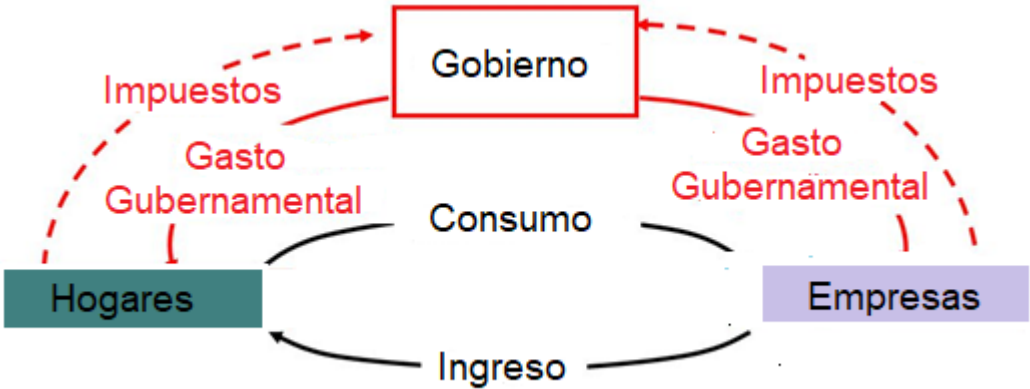 Gobierno
Impuestos
Impuestos
Gasto
Gubernamental
Gasto
Gubernamental
Consumo
Hogares
Empresas
Ingreso